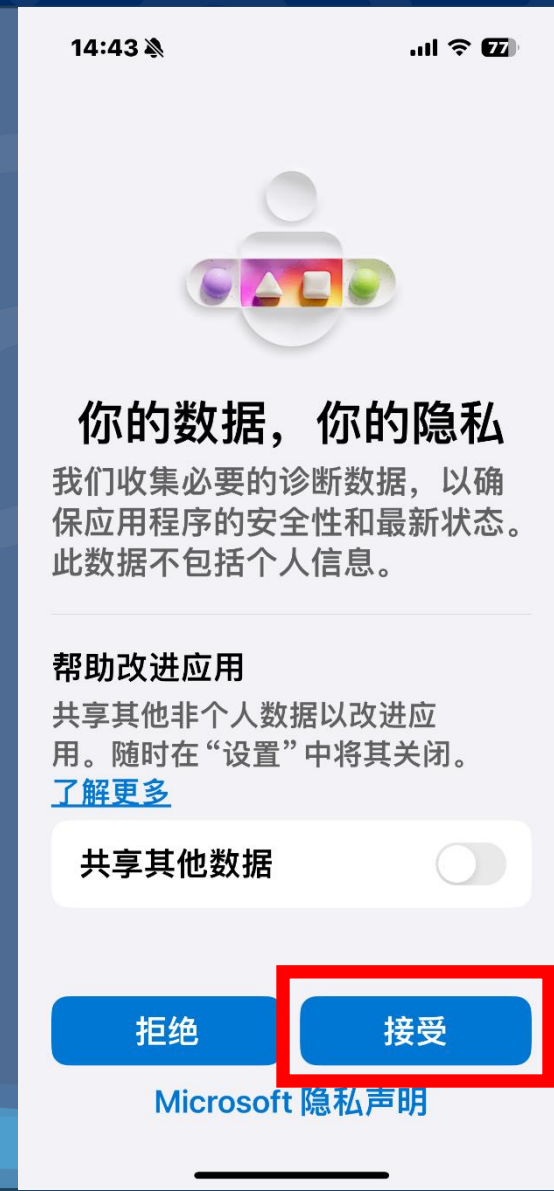 14:43
77
你的数据，你的隐私
我们收集必要的诊断数据，以确
保应用程序的安全性和最新状态。
此数据不包括个人信息。
帮助改进应用
共享其他非个人数据以改进应
用。随时在“设置”中将其关闭。
了解更多
共享其他数据
拒绝
接受
Microsoft 隐私声明